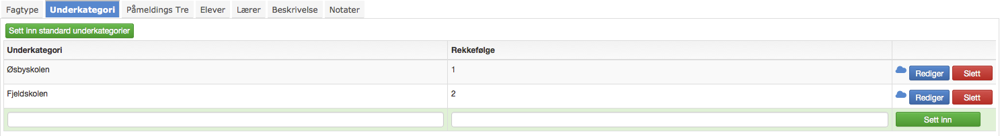 Fagtype Underkategori Påmeldings Tre Elever Lærer Beskrivelse Notater
Sett inn standard underkategorier
Underkategori Rekkefølge
Øsbyskolen 1 Rediger Slett
Fjeldskolen 2 Rediger Slett
Sett inn